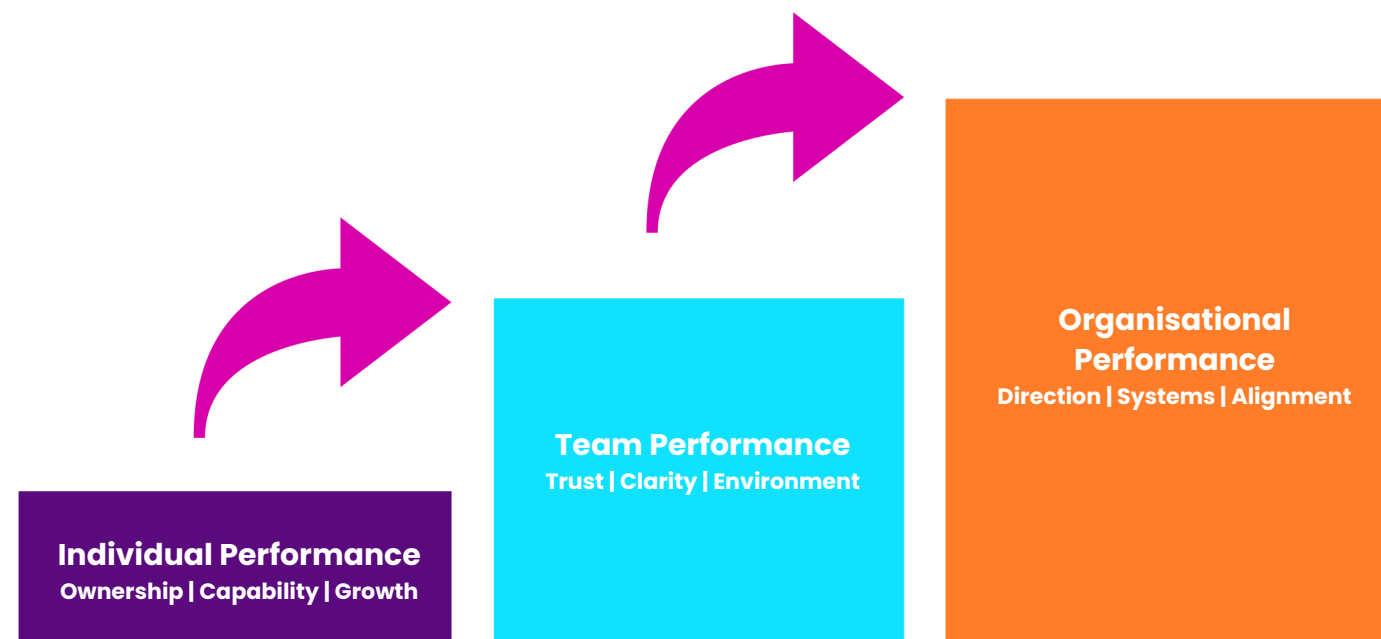 Individual Performance
Ownership | Capability | Growth
Team Performance
Trust | Clarity | Environment
Organisational
Performance
Direction | Systems | Alignment